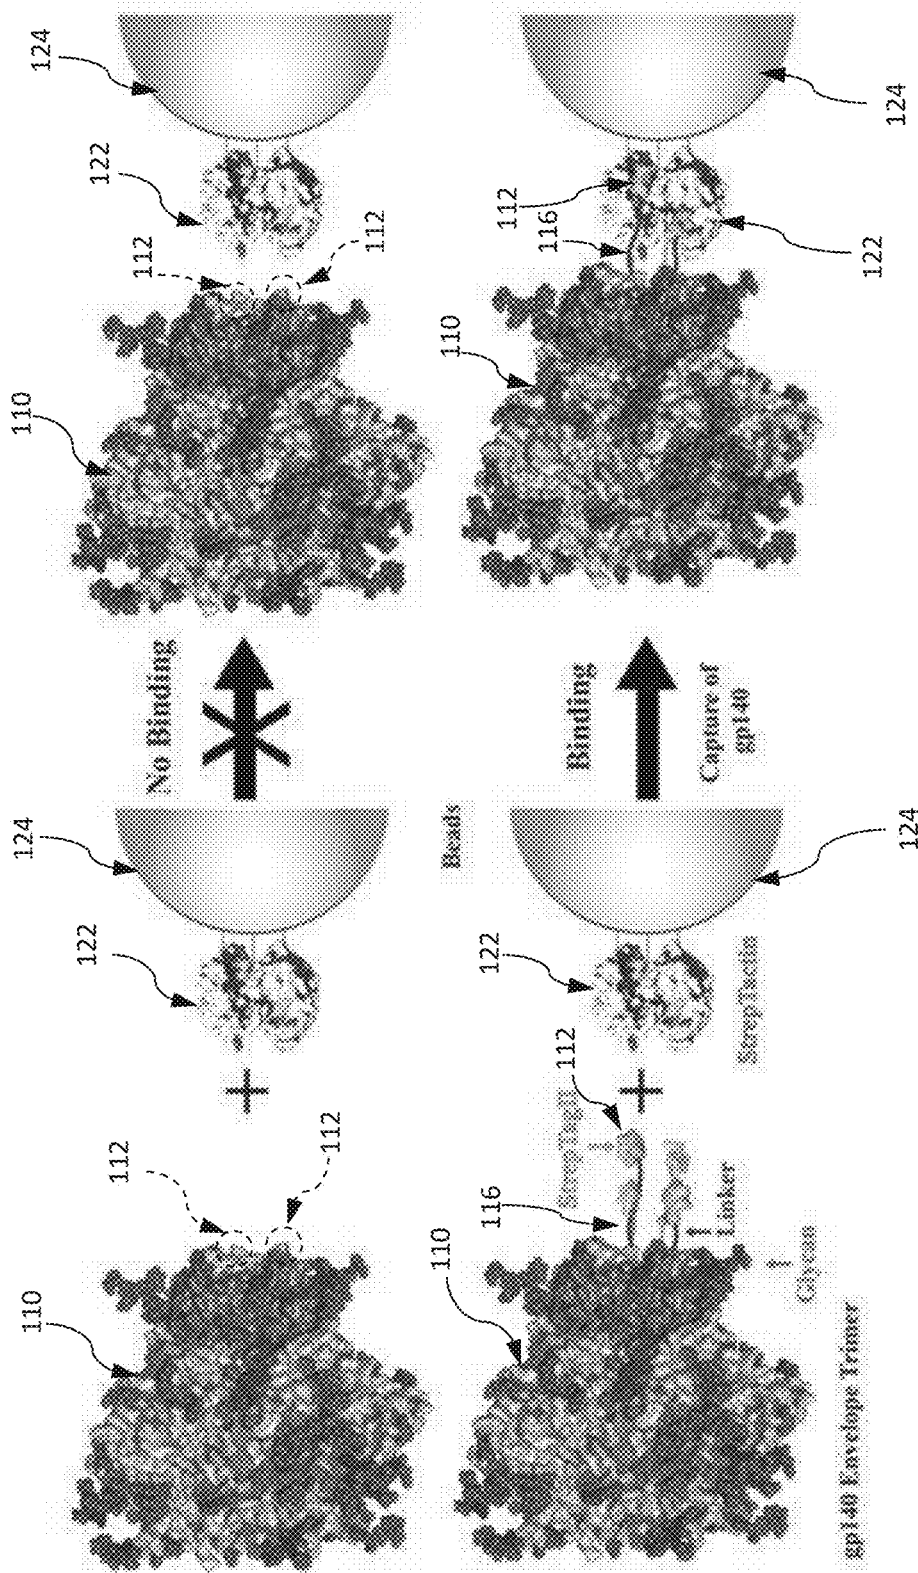 110
112
112
122
124
No Binding
110
112
112
122
124
110
116
StrepTagII
112
122
Beads
124
StrepTactin
Linker
Glycan
gp140 Envelope Trimer
Binding
Capture of
gp140
110
116
112
122
124